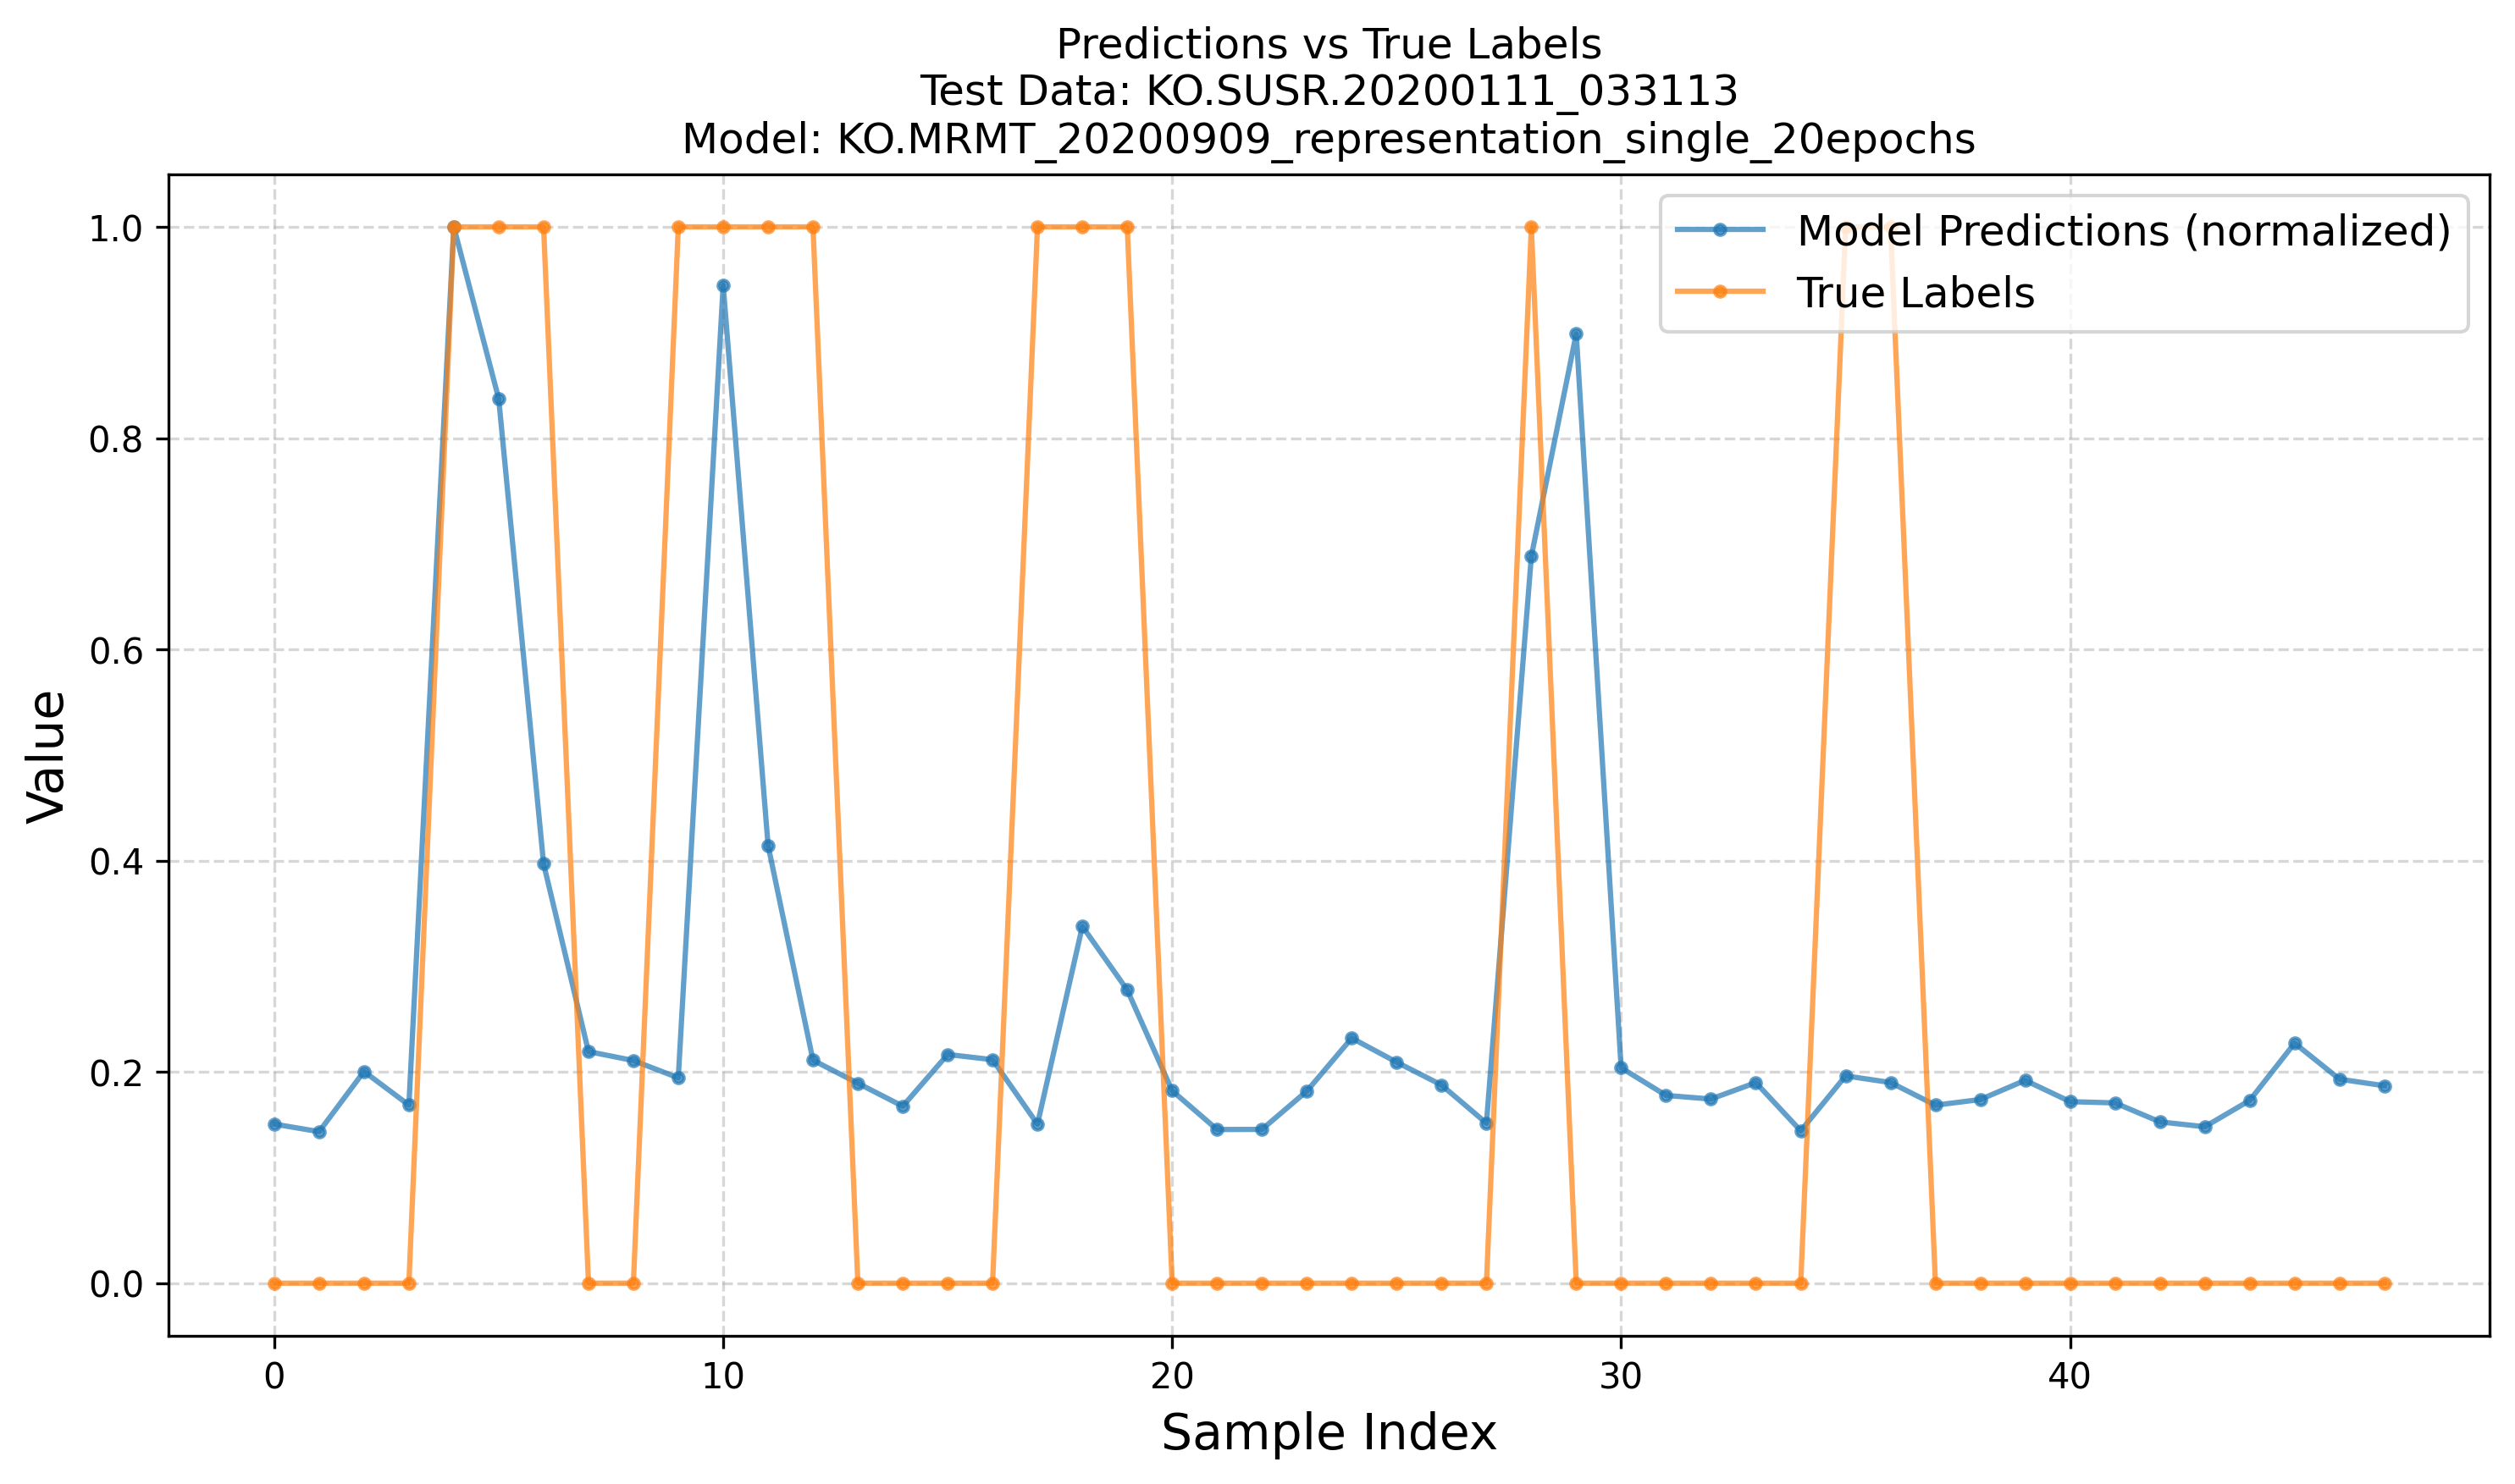 Predictions vs True Labels
Test Data: KO.SUSR.20200111_033113
Model: KO.MRMT_20200909_representation_single_20epochs
Model Predictions (normalized)
True Labels
1.0
0.8
0.6
0.4
0.2
0.0
Value
0 10 20 30 40
Sample Index